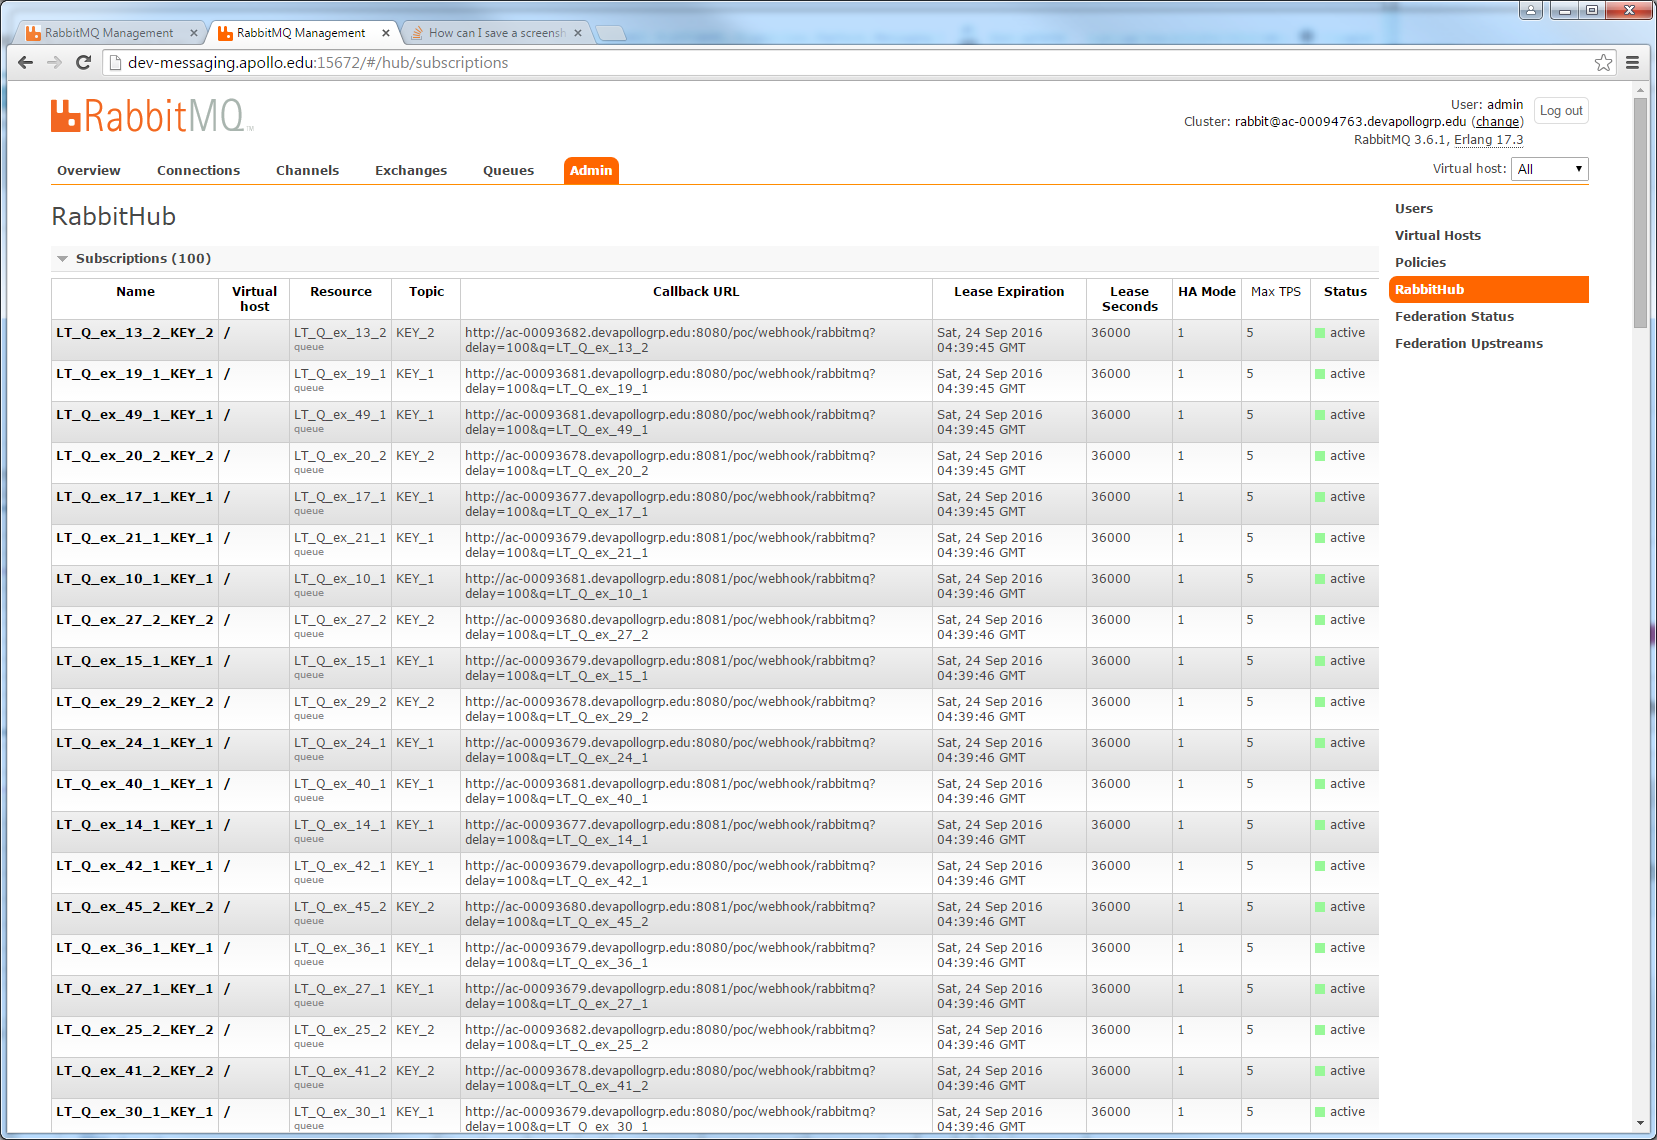 RabbitMQ Management
RabbitMQ Management
How can I save a screensh
dev-messaging.apollo.edu:15672/#/hub/subscriptions
RabbitMQ™
User: admin
Log out
Cluster: rabbit@ac-00094763.devapollogrp.edu (change)
RabbitMQ 3.6.1, Erlang 17.3
Overview Connections Channels Exchanges Queues Admin
Virtual host: All
RabbitHub
Subscriptions (100)
Users
Virtual Hosts
Policies
RabbitHub
Federation Status
Federation Upstreams
Name Virtual host Resource Topic Callback URL Lease Expiration Lease Seconds HA Mode Max TPS Status
LT_Q_ex_13_2_KEY_2 / LT_Q_ex_13_2 KEY_2 http://ac-00093682.devapollogrp.edu:8080/poc/webhook/rabbitmq? Sat, 24 Sep 2016 36000 1 5 active
queue delay=100&q=LT_Q_ex_13_2 04:39:45 GMT
LT_Q_ex_19_1_KEY_1 / LT_Q_ex_19_1 KEY_1 http://ac-00093681.devapollogrp.edu:8080/poc/webhook/rabbitmq? Sat, 24 Sep 2016 36000 1 5 active
queue delay=100&q=LT_Q_ex_19_1 04:39:45 GMT
LT_Q_ex_49_1_KEY_1 / LT_Q_ex_49_1 KEY_1 http://ac-00093681.devapollogrp.edu:8080/poc/webhook/rabbitmq? Sat, 24 Sep 2016 36000 1 5 active
queue delay=100&q=LT_Q_ex_49_1 04:39:45 GMT
LT_Q_ex_20_2_KEY_2 / LT_Q_ex_20_2 KEY_2 http://ac-00093678.devapollogrp.edu:8081/poc/webhook/rabbitmq? Sat, 24 Sep 2016 36000 1 5 active
queue delay=100&q=LT_Q_ex_20_2 04:39:45 GMT
LT_Q_ex_17_1_KEY_1 / LT_Q_ex_17_1 KEY_1 http://ac-00093677.devapollogrp.edu:8080/poc/webhook/rabbitmq? Sat, 24 Sep 2016 36000 1 5 active
queue delay=100&q=LT_Q_ex_17_1 04:39:45 GMT
LT_Q_ex_21_1_KEY_1 / LT_Q_ex_21_1 KEY_1 http://ac-00093679.devapollogrp.edu:8081/poc/webhook/rabbitmq? Sat, 24 Sep 2016 36000 1 5 active
queue delay=100&q=LT_Q_ex_21_1 04:39:46 GMT
LT_Q_ex_10_1_KEY_1 / LT_Q_ex_10_1 KEY_1 http://ac-00093681.devapollogrp.edu:8081/poc/webhook/rabbitmq? Sat, 24 Sep 2016 36000 1 5 active
queue delay=100&q=LT_Q_ex_10_1 04:39:46 GMT
LT_Q_ex_27_2_KEY_2 / LT_Q_ex_27_2 KEY_2 http://ac-00093680.devapollogrp.edu:8081/poc/webhook/rabbitmq? Sat, 24 Sep 2016 36000 1 5 active
queue delay=100&q=LT_Q_ex_27_2 04:39:46 GMT
LT_Q_ex_15_1_KEY_1 / LT_Q_ex_15_1 KEY_1 http://ac-00093679.devapollogrp.edu:8081/poc/webhook/rabbitmq? Sat, 24 Sep 2016 36000 1 5 active
queue delay=100&q=LT_Q_ex_15_1 04:39:46 GMT
LT_Q_ex_29_2_KEY_2 / LT_Q_ex_29_2 KEY_2 http://ac-00093678.devapollogrp.edu:8081/poc/webhook/rabbitmq? Sat, 24 Sep 2016 36000 1 5 active
queue delay=100&q=LT_Q_ex_29_2 04:39:46 GMT
LT_Q_ex_24_1_KEY_1 / LT_Q_ex_24_1 KEY_1 http://ac-00093679.devapollogrp.edu:8080/poc/webhook/rabbitmq? Sat, 24 Sep 2016 36000 1 5 active
queue delay=100&q=LT_Q_ex_24_1 04:39:46 GMT
LT_Q_ex_40_1_KEY_1 / LT_Q_ex_40_1 KEY_1 http://ac-00093681.devapollogrp.edu:8081/poc/webhook/rabbitmq? Sat, 24 Sep 2016 36000 1 5 active
queue delay=100&q=LT_Q_ex_40_1 04:39:46 GMT
LT_Q_ex_14_1_KEY_1 / LT_Q_ex_14_1 KEY_1 http://ac-00093677.devapollogrp.edu:8081/poc/webhook/rabbitmq? Sat, 24 Sep 2016 36000 1 5 active
queue delay=100&q=LT_Q_ex_14_1 04:39:46 GMT
LT_Q_ex_42_1_KEY_1 / LT_Q_ex_42_1 KEY_1 http://ac-00093679.devapollogrp.edu:8080/poc/webhook/rabbitmq? Sat, 24 Sep 2016 36000 1 5 active
queue delay=100&q=LT_Q_ex_42_1 04:39:46 GMT
LT_Q_ex_45_2_KEY_2 / LT_Q_ex_45_2 KEY_2 http://ac-00093680.devapollogrp.edu:8081/poc/webhook/rabbitmq? Sat, 24 Sep 2016 36000 1 5 active
queue delay=100&q=LT_Q_ex_45_2 04:39:46 GMT
LT_Q_ex_36_1_KEY_1 / LT_Q_ex_36_1 KEY_1 http://ac-00093679.devapollogrp.edu:8080/poc/webhook/rabbitmq? Sat, 24 Sep 2016 36000 1 5 active
queue delay=100&q=LT_Q_ex_36_1 04:39:46 GMT
LT_Q_ex_27_1_KEY_1 / LT_Q_ex_27_1 KEY_1 http://ac-00093679.devapollogrp.edu:8081/poc/webhook/rabbitmq? Sat, 24 Sep 2016 36000 1 5 active
queue delay=100&q=LT_Q_ex_27_1 04:39:46 GMT
LT_Q_ex_25_2_KEY_2 / LT_Q_ex_25_2 KEY_2 http://ac-00093682.devapollogrp.edu:8080/poc/webhook/rabbitmq? Sat, 24 Sep 2016 36000 1 5 active
queue delay=100&q=LT_Q_ex_25_2 04:39:46 GMT
LT_Q_ex_41_2_KEY_2 / LT_Q_ex_41_2 KEY_2 http://ac-00093678.devapollogrp.edu:8080/poc/webhook/rabbitmq? Sat, 24 Sep 2016 36000 1 5 active
queue delay=100&q=LT_Q_ex_41_2 04:39:46 GMT
LT_Q_ex_30_1_KEY_1 / LT_Q_ex_30_1 KEY_1 http://ac-00093679.devapollogrp.edu:8080/poc/webhook/rabbitmq? Sat, 24 Sep 2016 36000 1 5 active
queue delay=100&q=LT_Q_ex_30_1 04:39:46 GMT